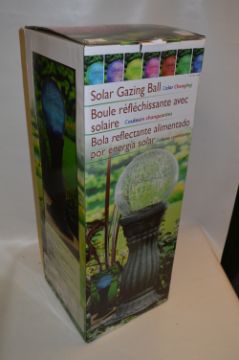 Solar Gazing Ball Color Changing
Boule réfléchissante avec
solaire Couleurs changeantes
Bola reflectante alimentado
por energía solar